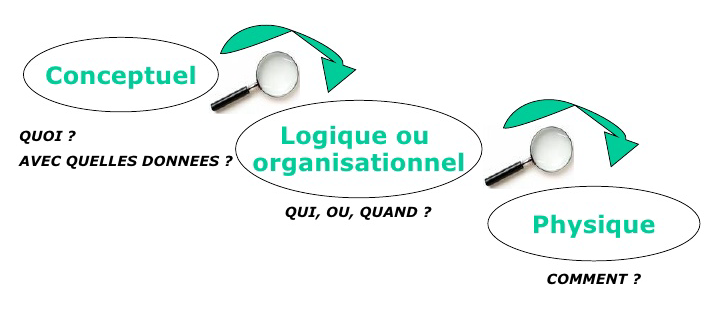 Conceptuel
QUOI ?
AVEC QUELLES DONNEES ?
Logique ou
organisationnel
QUI, OU, QUAND ?
Physique
COMMENT ?